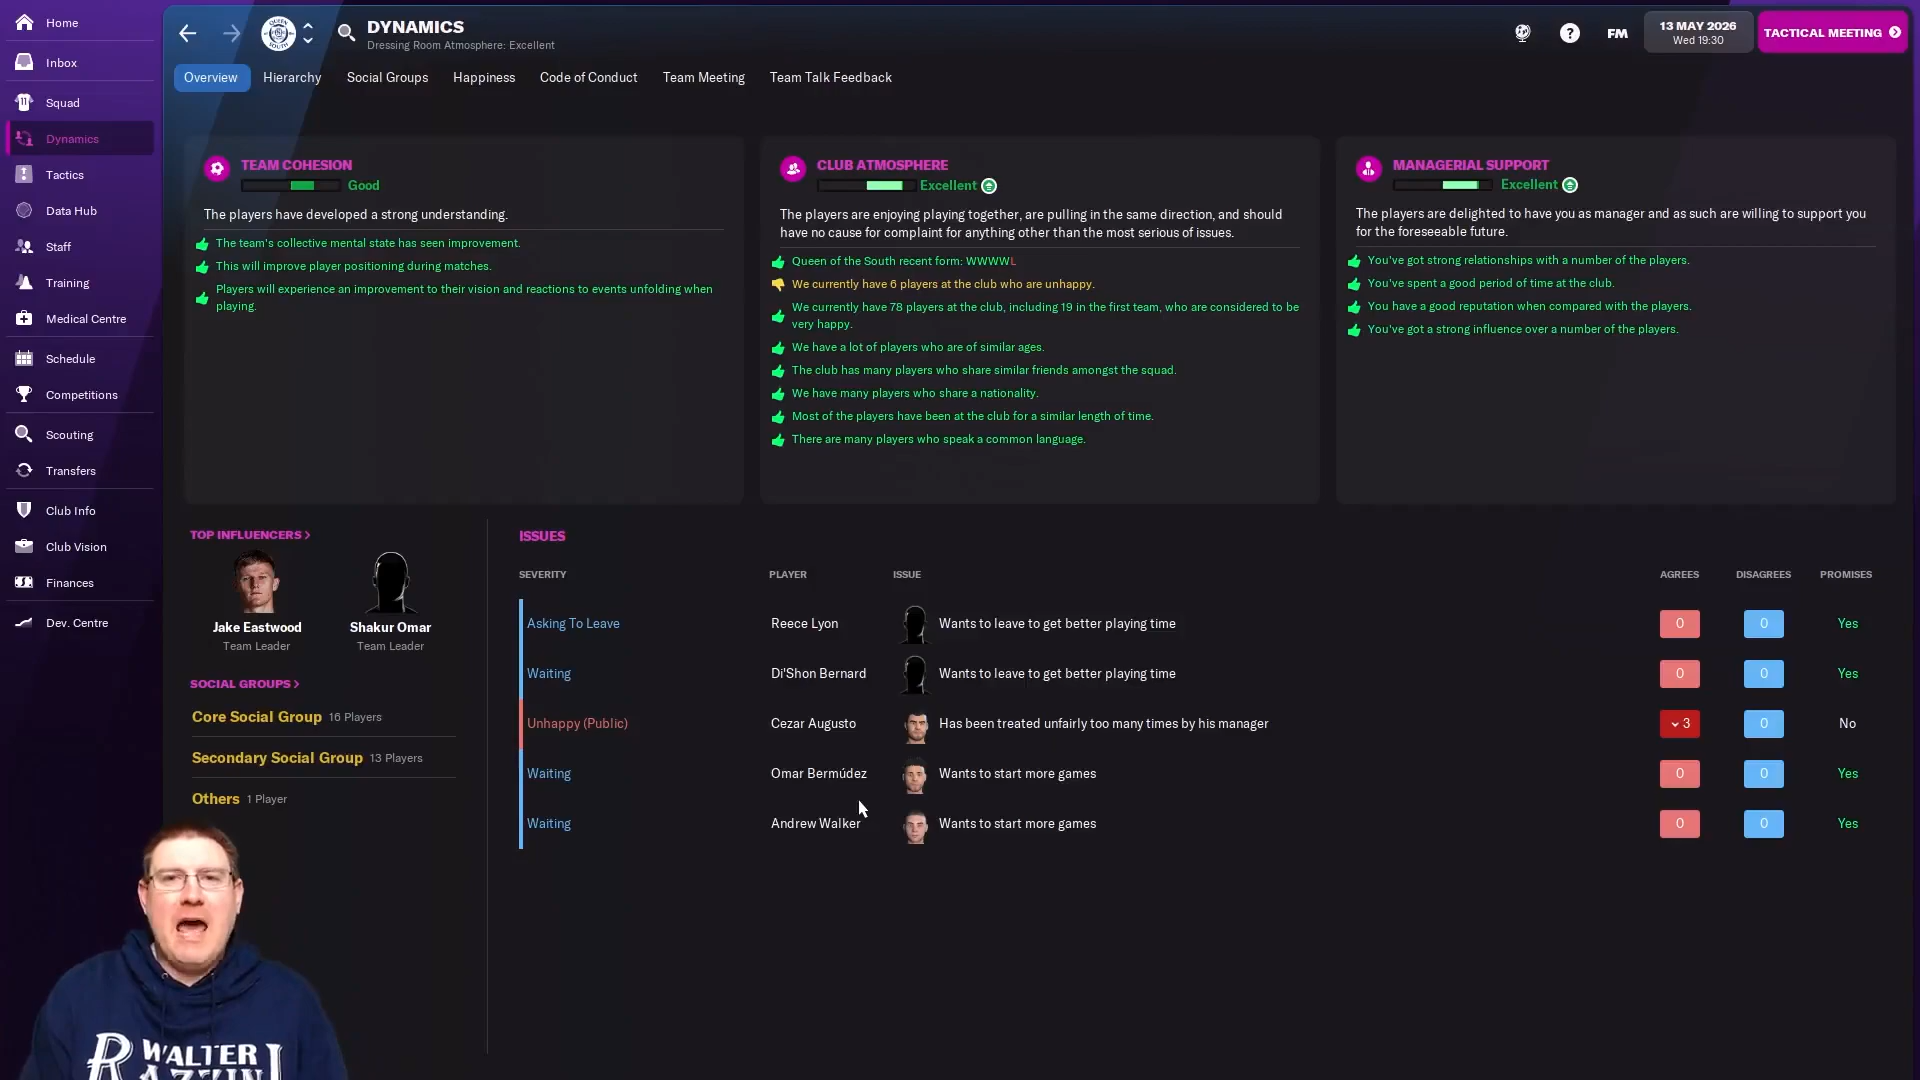 Home
Inbox
Squad
Dynamics
Tactics
Data Hub
Staff
Training
Medical Centre
Schedule
Competitions
Scouting
Transfers
Club Info
Club Vision
Finances
Dev. Centre
DYNAMICS
Dressing Room Atmosphere: Excellent
?
FM
13 MAY 2026
Wed 19:30
TACTICAL MEETING
Overview
Hierarchy
Social Groups
Happiness
Code of Conduct
Team Meeting
Team Talk Feedback
TEAM COHESION
Good
The players have developed a strong understanding.
The team's collective mental state has seen improvement.
This will improve player positioning during matches.
Players will experience an improvement to their vision and reactions to events unfolding when
playing.
CLUB ATMOSPHERE
Excellent
The players are enjoying playing together, are pulling in the same direction, and should
have no cause for complaint for anything other than the most serious of issues.
Queen of the South recent form: WWWWL
We currently have 6 players at the club who are unhappy.
We currently have 78 players at the club, including 19 in the first team, who are considered to be
very happy.
We have a lot of players who are of similar ages.
The club has many players who share similar friends amongst the squad.
We have many players who share a nationality.
Most of the players have been at the club for a similar length of time.
There are many players who speak a common language.
MANAGERIAL SUPPORT
Excellent
The players are delighted to have you as manager and as such are willing to support you
for the foreseeable future.
You've got strong relationships with a number of the players.
You've spent a good period of time at the club.
You have a good reputation when compared with the players.
You've got a strong influence over a number of the players.
TOP INFLUENCERS >
Jake Eastwood
Team Leader
Shakur Omar
Team Leader
SOCIAL GROUPS >
Core Social Group 16 Players
Secondary Social Group 13 Players
Others 1 Player
ISSUES
SEVERITY PLAYER ISSUE AGREES DISAGREES PROMISES
Asking To Leave Reece Lyon Wants to leave to get better playing time 0 0 Yes
Waiting Di'Shon Bernard Wants to leave to get better playing time 0 0 Yes
Unhappy (Public) Cezar Augusto Has been treated unfairly too many times by his manager 3 0 No
Waiting Omar Bermúdez Wants to start more games 0 0 Yes
Waiting Andrew Walker Wants to start more games 0 0 Yes
WALTER